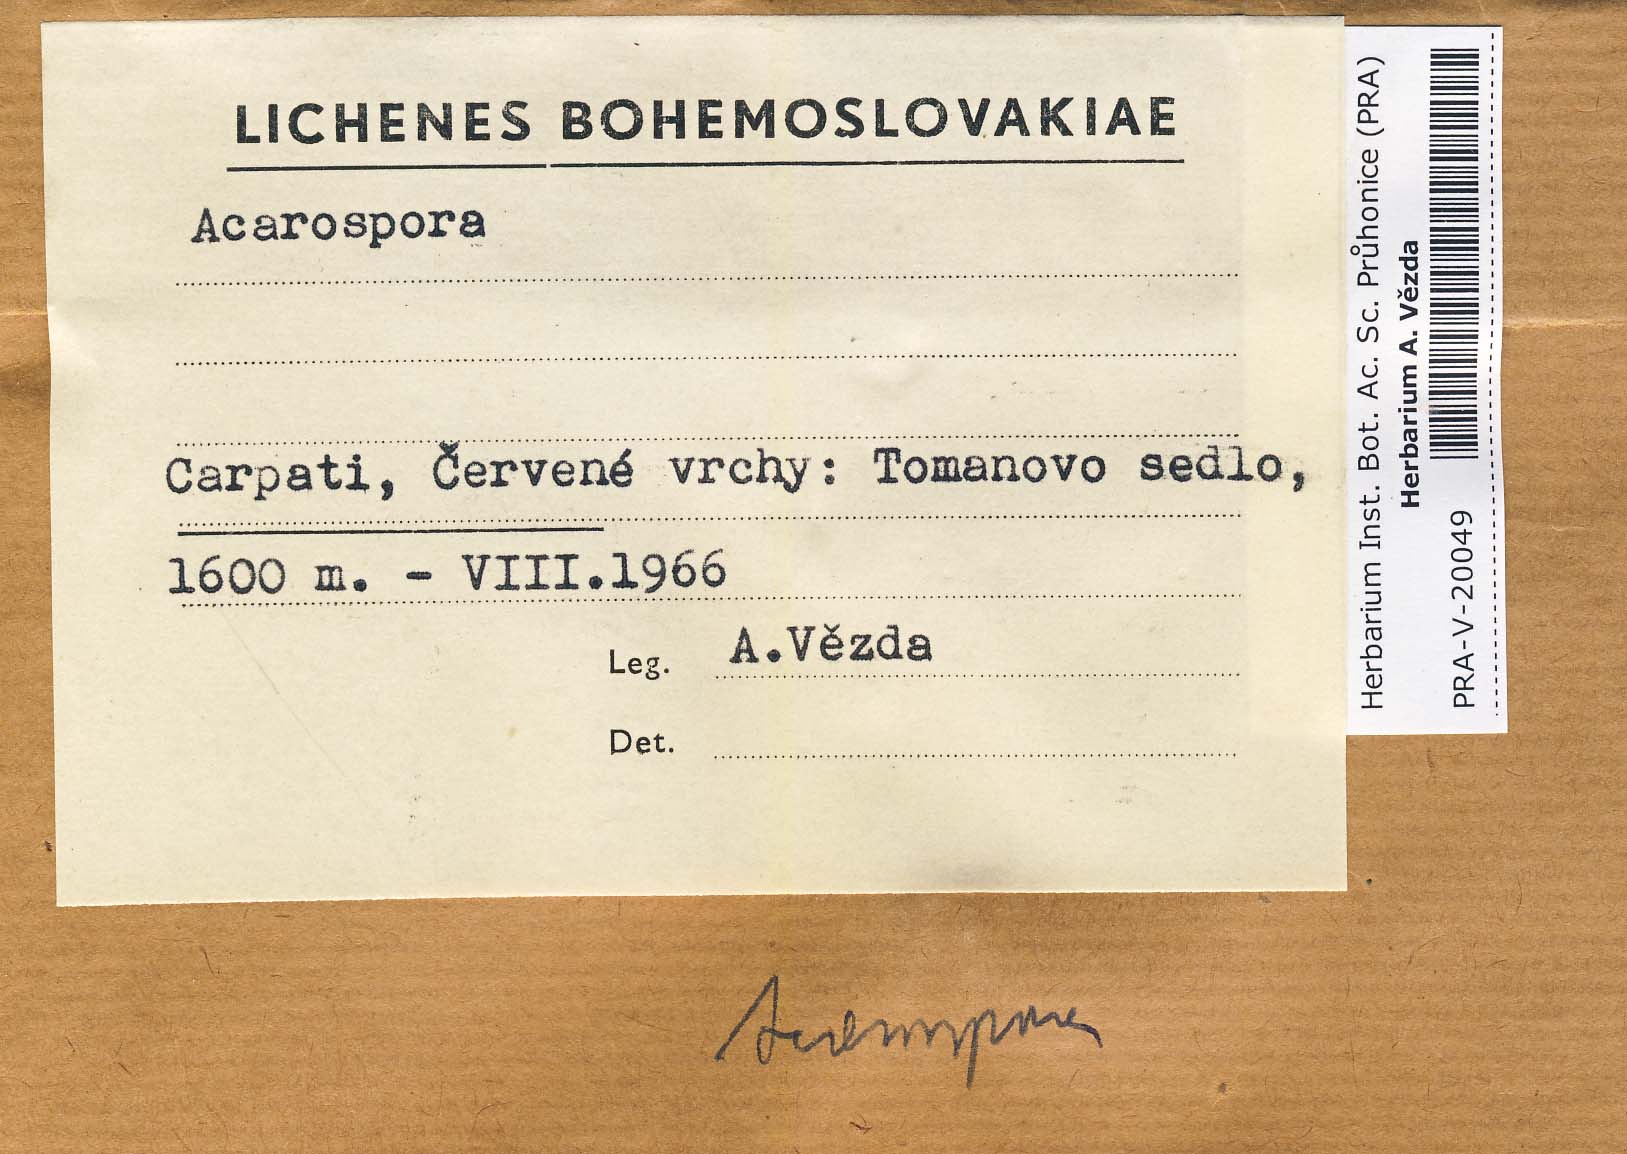 LICHENES BOHEMOSLOVAKIAE
Acarospora
Carpati, Červené vrchy: Tomanovo sedlo,
1600 m. - VIII.1966
Leg. A.Vězda
Det.
Herbarium Inst. Bot. Ac. Sc. Průhonice (PRA)
Herbarium A. Vězda
PRA-V-20049
Acarospora